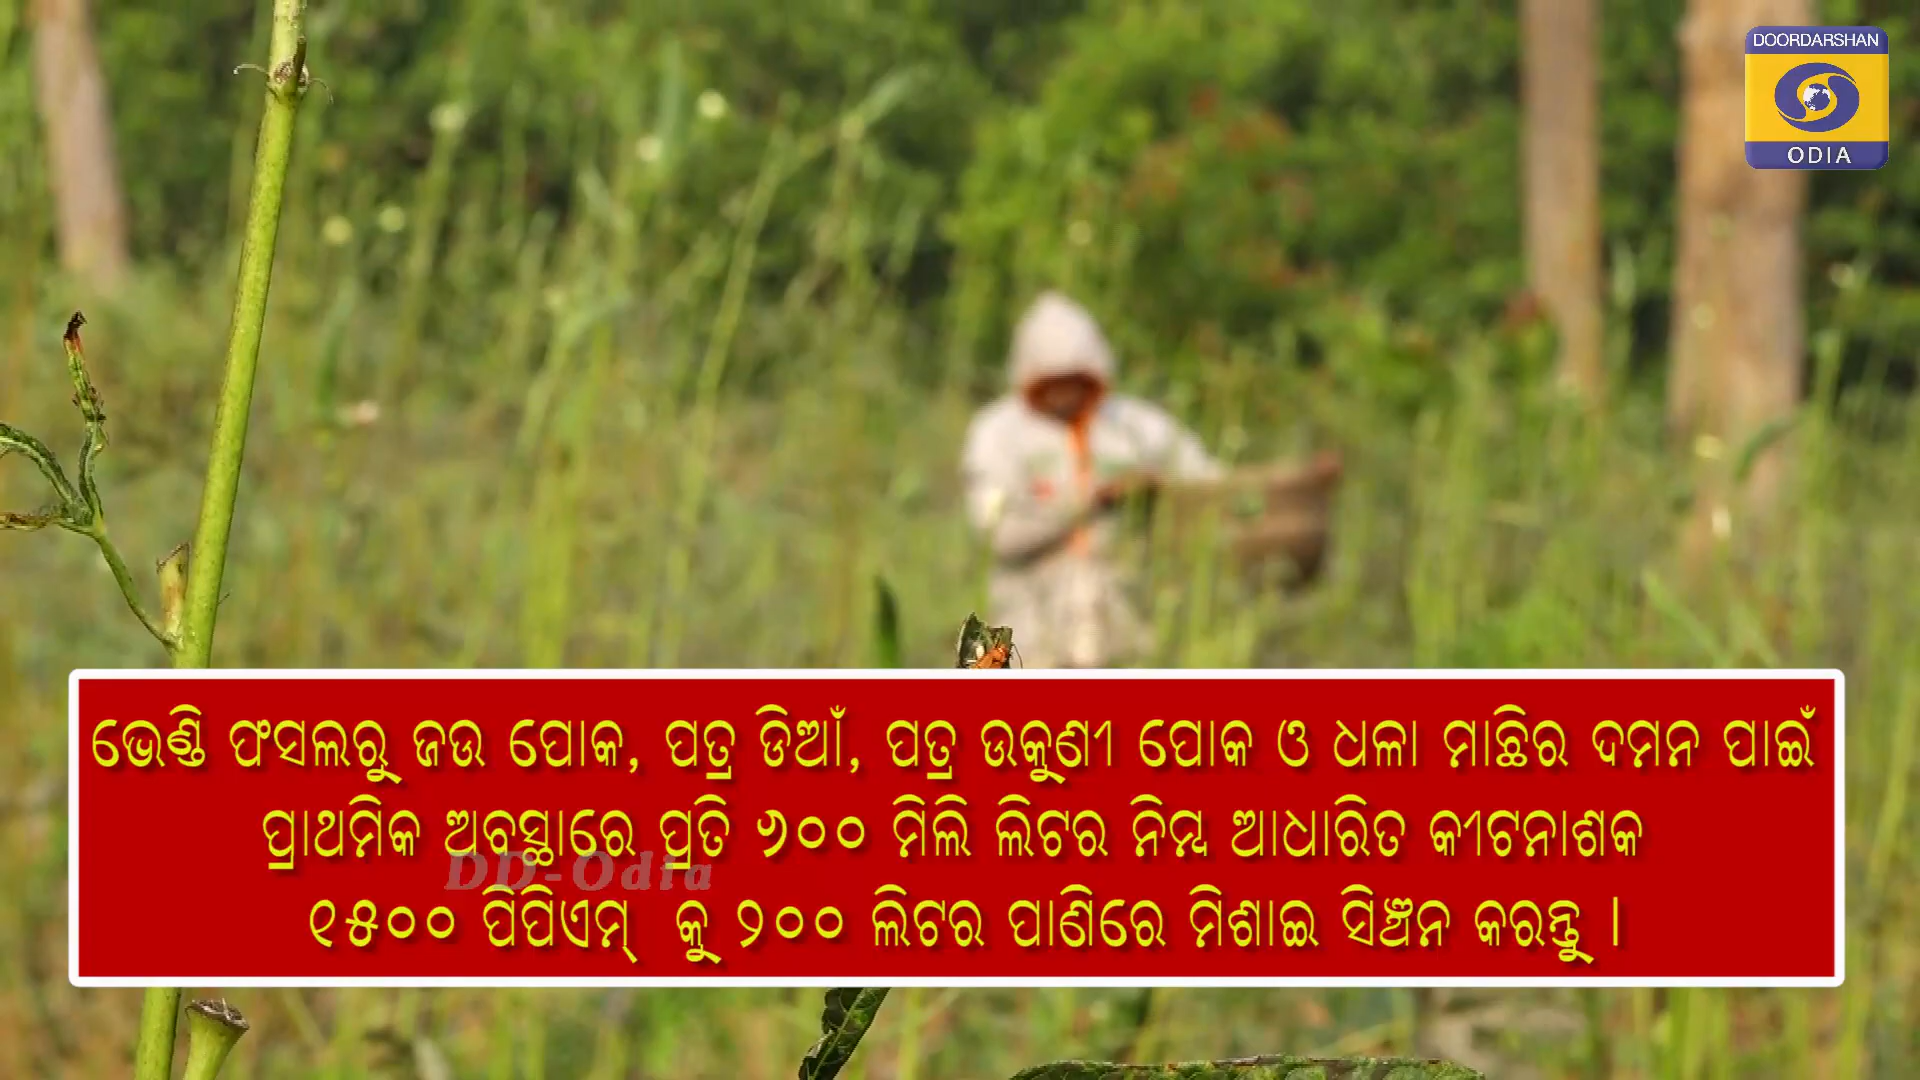 DOORDARSHAN
ODIA
ଭେଣ୍ଡି ଫସଲରୁ ଜଉ ପୋକ, ପତ୍ର ଡିଆଁ, ପତ୍ର ଉକୁଣୀ ପୋକ ଓ ଧଳା ମାଛିର ଦମନ ପାଇଁ
ପ୍ରାଥମିକ ଅବସ୍ଥାରେ ପ୍ରତି ୬୦୦ ମିଲି ଲିଟର ନିମ୍ବ ଆଧାରିତ କୀଟନାଶକ
DD-Odia
୧୫୦୦ ପିପିଏମ୍ କୁ ୨୦୦ ଲିଟର ପାଣିରେ ମିଶାଇ ସିଞ୍ଚନ କରନ୍ତୁ ।